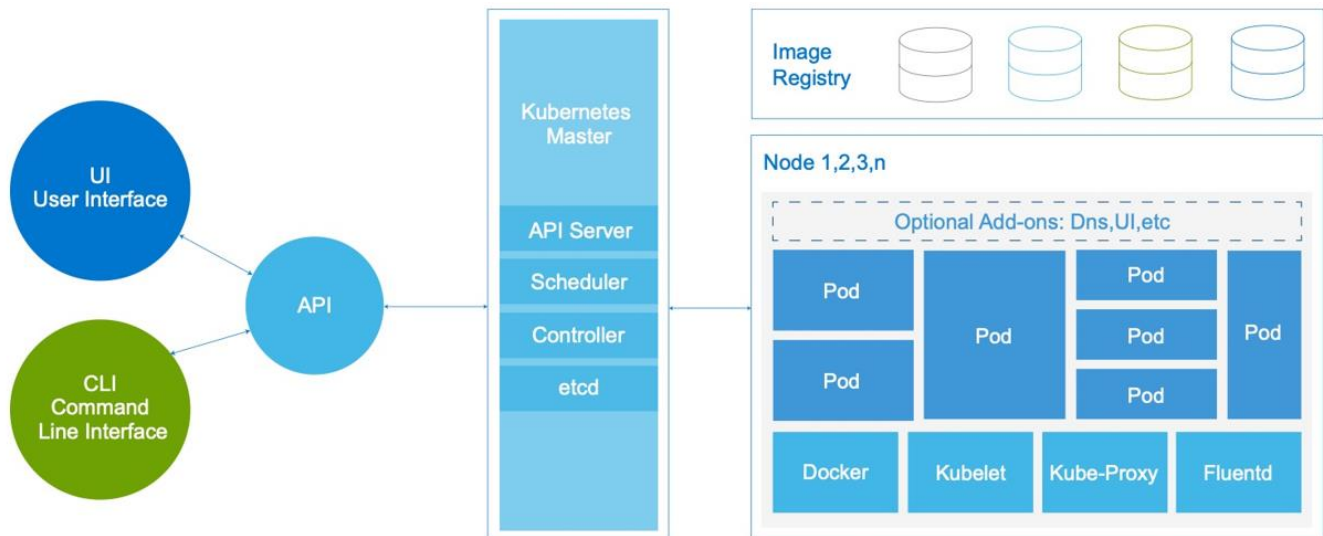 UI
User Interface
CLI
Command
Line Interface
API
Kubernetes
Master
API Server
Scheduler
Controller
etcd
Image
Registry
Node 1,2,3,n
Optional Add-ons: Dns,UI,etc
Pod
Pod
Pod
Pod
Pod
Pod
Pod
Docker
Kubelet
Kube-Proxy
Fluentd